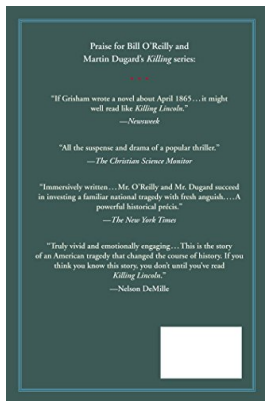 Praise for Bill O'Reilly and
Martin Dugard's Killing series:
"If Grisham wrote a novel about April 1865…it might
well read like Killing Lincoln."
—Newsweek
"All the suspense and drama of a popular thriller."
—The Christian Science Monitor
"Immersively written…Mr. O'Reilly and Mr. Dugard succeed
in investing a familiar national tragedy with fresh anguish.…A
powerful historical précis."
—The New York Times
"Truly vivid and emotionally engaging…This is the story
of an American tragedy that changed the course of history. If you
think you know this story, you don't until you've read
Killing Lincoln."
—Nelson DeMille